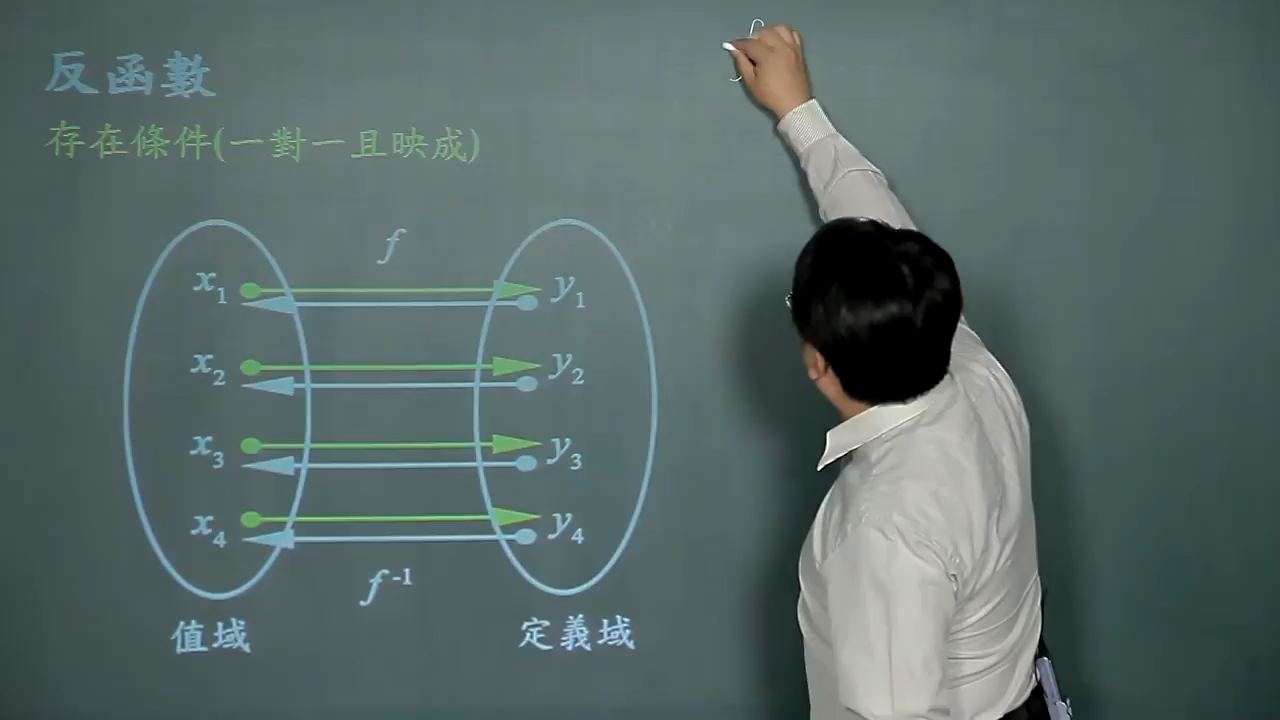 反函數
存在條件(一對一且映成)
f
x₁ y₁
x₂ y₂
x₃ y₃
x₄ y₄
f⁻¹
值域 定義域